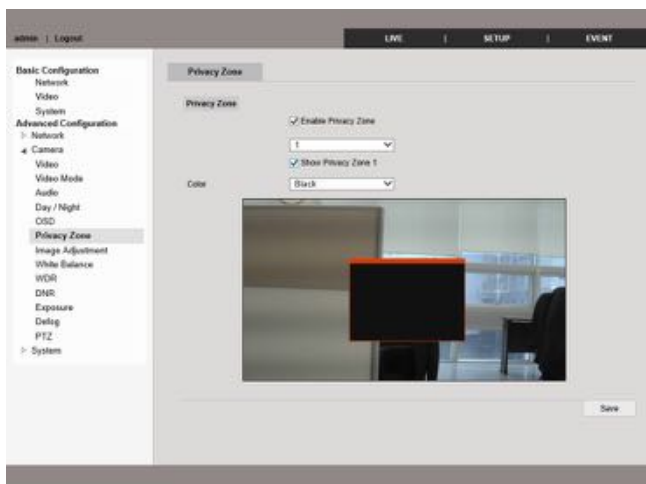 admin | Logout
LIVE | SETUP | EVENT
Basic Configuration
Network
Video
System
Advanced Configuration
Network
Camera
Video
Video Mode
Audio
Day / Night
OSD
Privacy Zone
Image Adjustment
White Balance
WDR
DNR
Exposure
Defog
PTZ
System
Privacy Zone
Privacy Zone
Enable Privacy Zone
1
Show Privacy Zone 1
Color
Black
Save